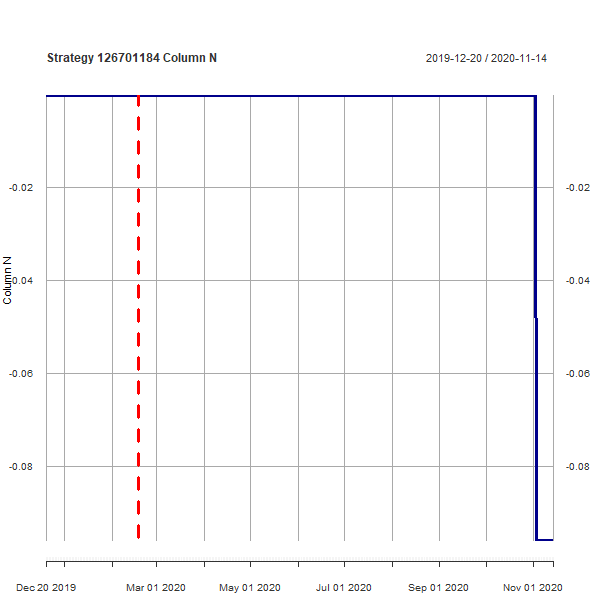 Strategy 126701184 Column N
2019-12-20 / 2020-11-14
Column N
-0.02
-0.02
-0.04
-0.04
-0.06
-0.06
-0.08
-0.08
Dec 20 2019
Mar 01 2020
May 01 2020
Jul 01 2020
Sep 01 2020
Nov 01 2020